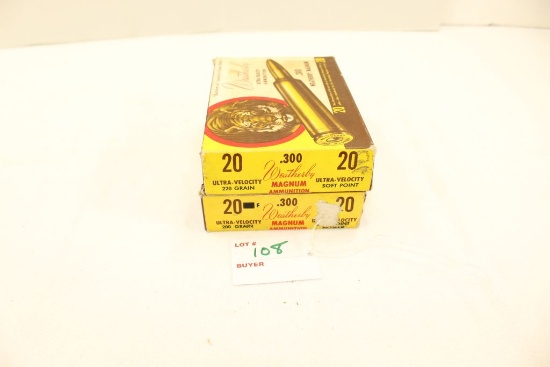 Weatherby
20 .300 20
Weatherby
ULTRA-VELOCITY
220 GRAIN
MAGNUM
AMMUNITION
ULTRA-VELOCITY
SOFT POINT
20 F .300 20
Weatherby
ULTRA-VELOCITY
MAGNUM
AMMUNITION
LOT #
108
BUYER